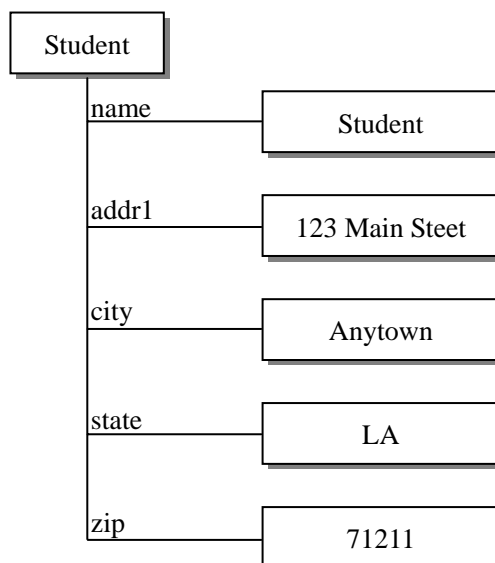 Student
name
Student
addr1
123 Main Steet
city
Anytown
state
LA
zip
71211